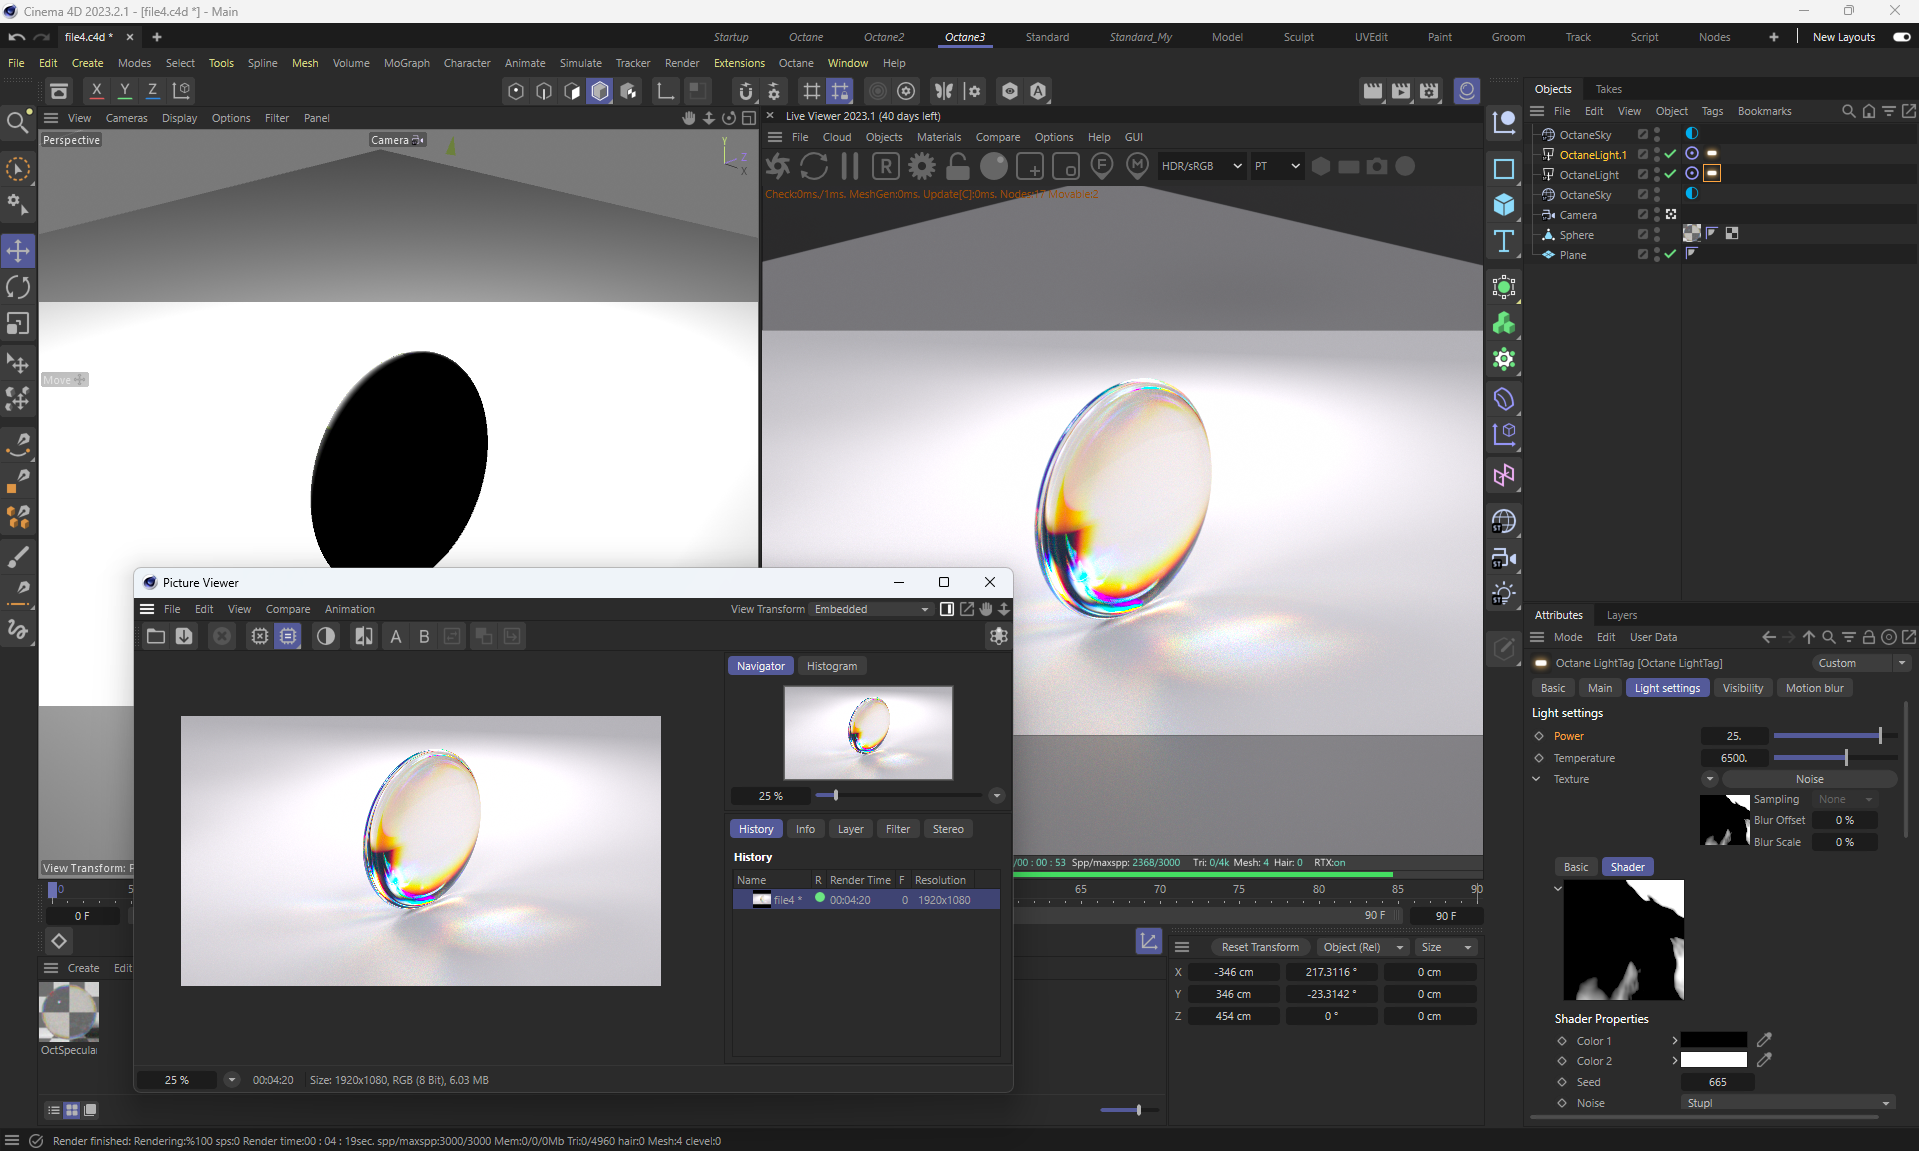 Cinema 4D 2023.2.1 - [file4.c4d *] - Main
file4.c4d *
Startup Octane Octane2 Octane3 Standard Standard_My Model Sculpt UVEdit Paint Groom Track Script Nodes New Layouts
File Edit Create Modes Select Tools Spline Mesh Volume MoGraph Character Animate Simulate Tracker Render Extensions Octane Window Help
X Y Z
View Cameras Display Options Filter Panel
Perspective
Camera
Y Z X
Move
View Transform:
Live Viewer 2023.1 (40 days left)
File Cloud Objects Materials Compare Options Help GUI
R F M HDR/sRGB PT
Check:0ms./1ms. MeshGen:0ms. Update[C]:0ms. Nodes:17 Movable:2
/00 : 00 : 53 Spp/maxspp: 2368/3000 Tri: 0/4k Mesh: 4 Hair: 0 RTX:on
Objects Takes
File Edit View Object Tags Bookmarks
OctaneSky
OctaneLight.1
OctaneLight
OctaneSky
Camera
Sphere
Plane
Attributes Layers
Mode Edit User Data
Octane LightTag [Octane LightTag] Custom
Basic Main Light settings Visibility Motion blur
Light settings
Power 25.
Temperature 6500.
Texture Noise
Sampling None
Blur Offset 0 %
Blur Scale 0 %
Basic Shader
Shader Properties
Color 1
Color 2
Seed 665
Noise Stupl
Picture Viewer
File Edit View Compare Animation View Transform Embedded
A B
Navigator Histogram
25 %
History Info Layer Filter Stereo
History
Name R Render Time F Resolution
file4 * 00:04:20 0 1920x1080
25 % 00:04:20 Size: 1920x1080, RGB (8 Bit), 6.03 MB
0 5 65 70 75 80 85 90
0 F 90 F 90 F
Create Edit
OctSpecula
Reset Transform Object (Rel) Size
X -346 cm 217.3116 ° 0 cm
Y 346 cm -23.3142 ° 0 cm
Z 454 cm 0 ° 0 cm
Render finished: Rendering:%100 sps:0 Render time:00 : 04 : 19sec. spp/maxspp:3000/3000 Mem:0/0/0Mb Tri:0/4960 hair:0 Mesh:4 clevel:0